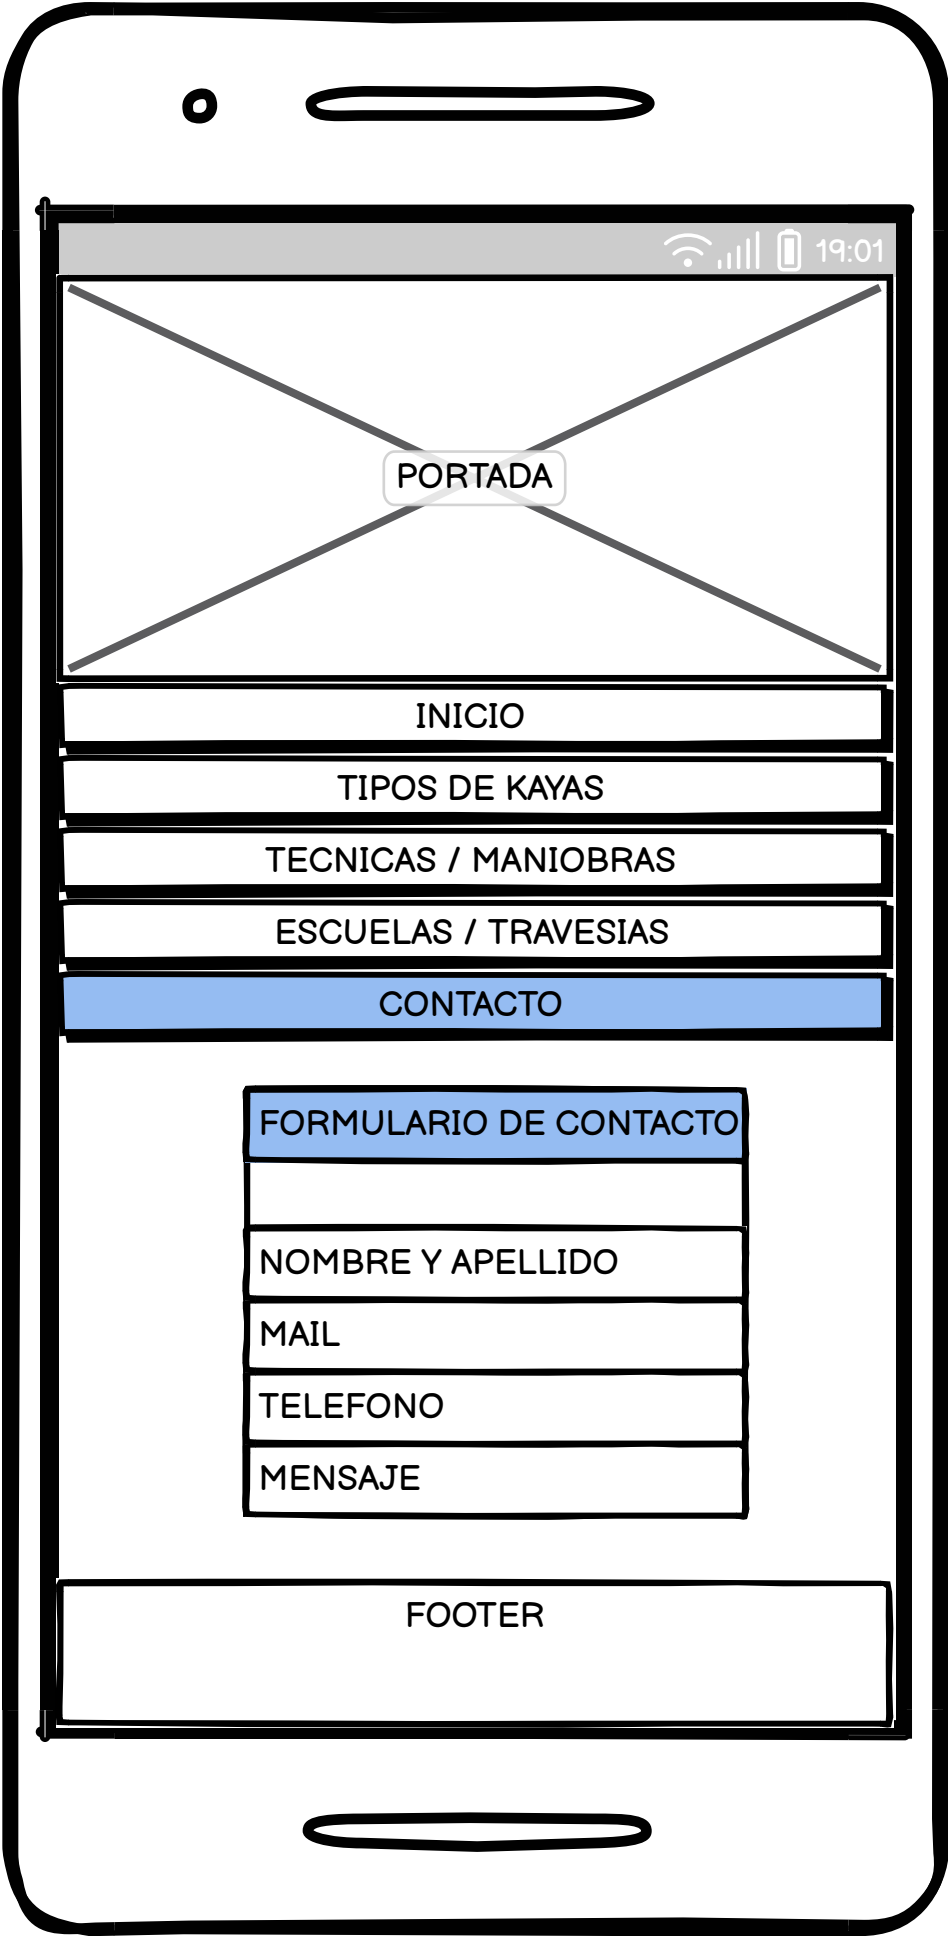 19:01
PORTADA
INICIO
TIPOS DE KAYAS
TECNICAS / MANIOBRAS
ESCUELAS / TRAVESIAS
CONTACTO
FORMULARIO DE CONTACTO
NOMBRE Y APELLIDO
MAIL
TELEFONO
MENSAJE
FOOTER